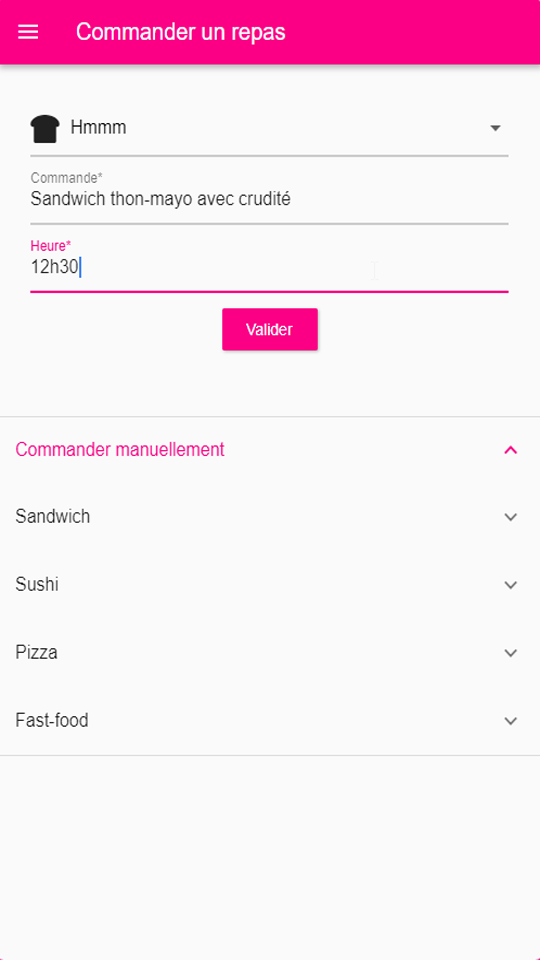 Commander un repas
Hmmm
Commande*
Sandwich thon-mayo avec crudité
Heure*
12h30
Valider
Commander manuellement
Sandwich
Sushi
Pizza
Fast-food